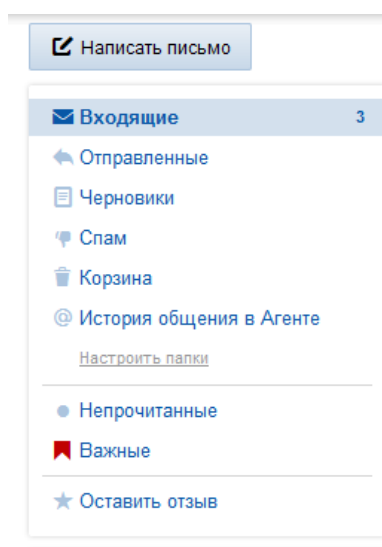 Написать письмо
Входящие 3
Отправленные
Черновики
Спам
Корзина
История общения в Агенте
Настроить папки
Непрочитанные
Важные
Оставить отзыв